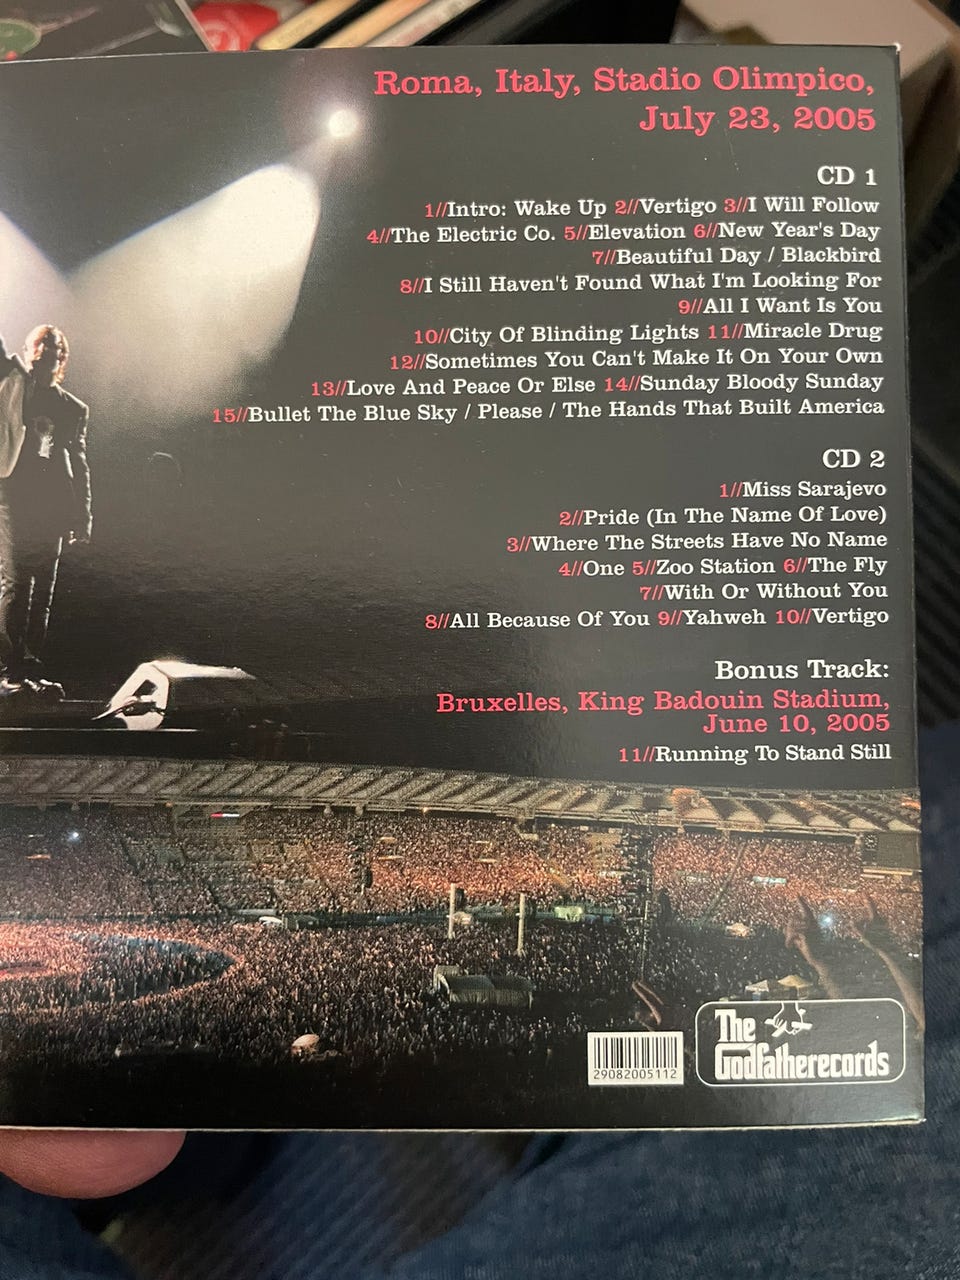 Roma, Italy, Stadio Olimpico,
July 23, 2005
CD 1
1//Intro: Wake Up 2//Vertigo 3//I Will Follow
4//The Electric Co. 5//Elevation 6//New Year's Day
7//Beautiful Day / Blackbird
8//I Still Haven't Found What I'm Looking For
9//All I Want Is You
10//City Of Blinding Lights 11//Miracle Drug
12//Sometimes You Can't Make It On Your Own
13//Love And Peace Or Else 14//Sunday Bloody Sunday
15//Bullet The Blue Sky / Please / The Hands That Built America
CD 2
1//Miss Sarajevo
2//Pride (In The Name Of Love)
3//Where The Streets Have No Name
4//One 5//Zoo Station 6//The Fly
7//With Or Without You
8//All Because Of You 9//Yahweh 10//Vertigo
Bonus Track:
Bruxelles, King Badouin Stadium,
June 10, 2005
11//Running To Stand Still
29082005112
The
Godfatherecords